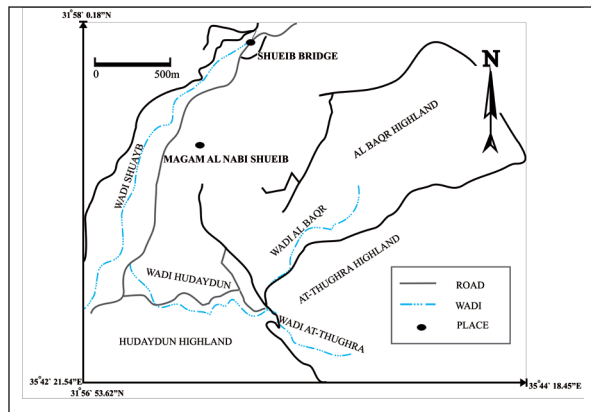 31°58' 0.18"N
SHUEIB BRIDGE
0 500m
N
AL BAQR HIGHLAND
MAGAM AL NABI SHUEIB
WADI SHUAYB
WADI AL BAQR
AT-THUGHRA HIGHLAND
WADI HUDAYDUN
ROAD
WADI
PLACE
WADI AT-THUGHRA
HUDAYDUN HIGHLAND
35°42' 21.54"E
31°56' 53.62"N
35°44' 18.45"E